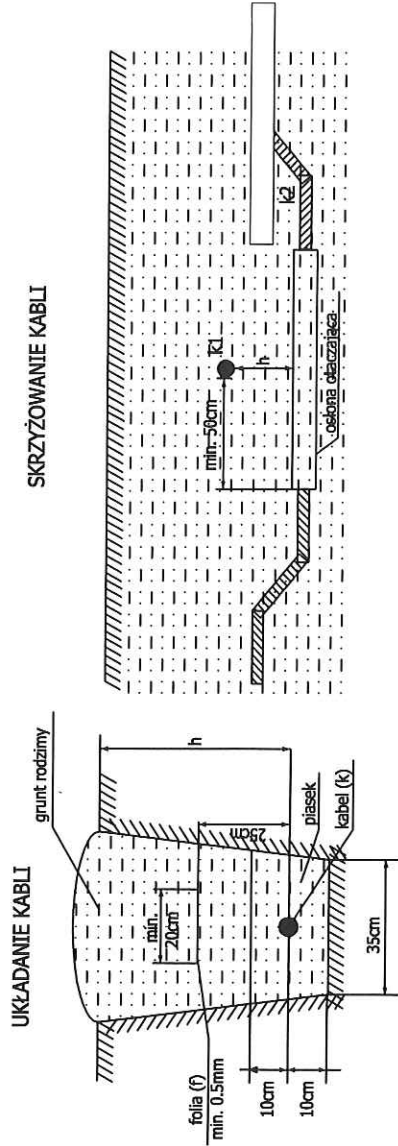 UKŁADANIE KABLI
grunt rodzimy
h
min.
20cm
25cm
folia (f)
min. 0.5mm
10cm
10cm
piasek
kabel (k)
35cm
SKRZYŻOWANIE KABLI
min. 50cm
k1
h
k2
osłona otaczająca